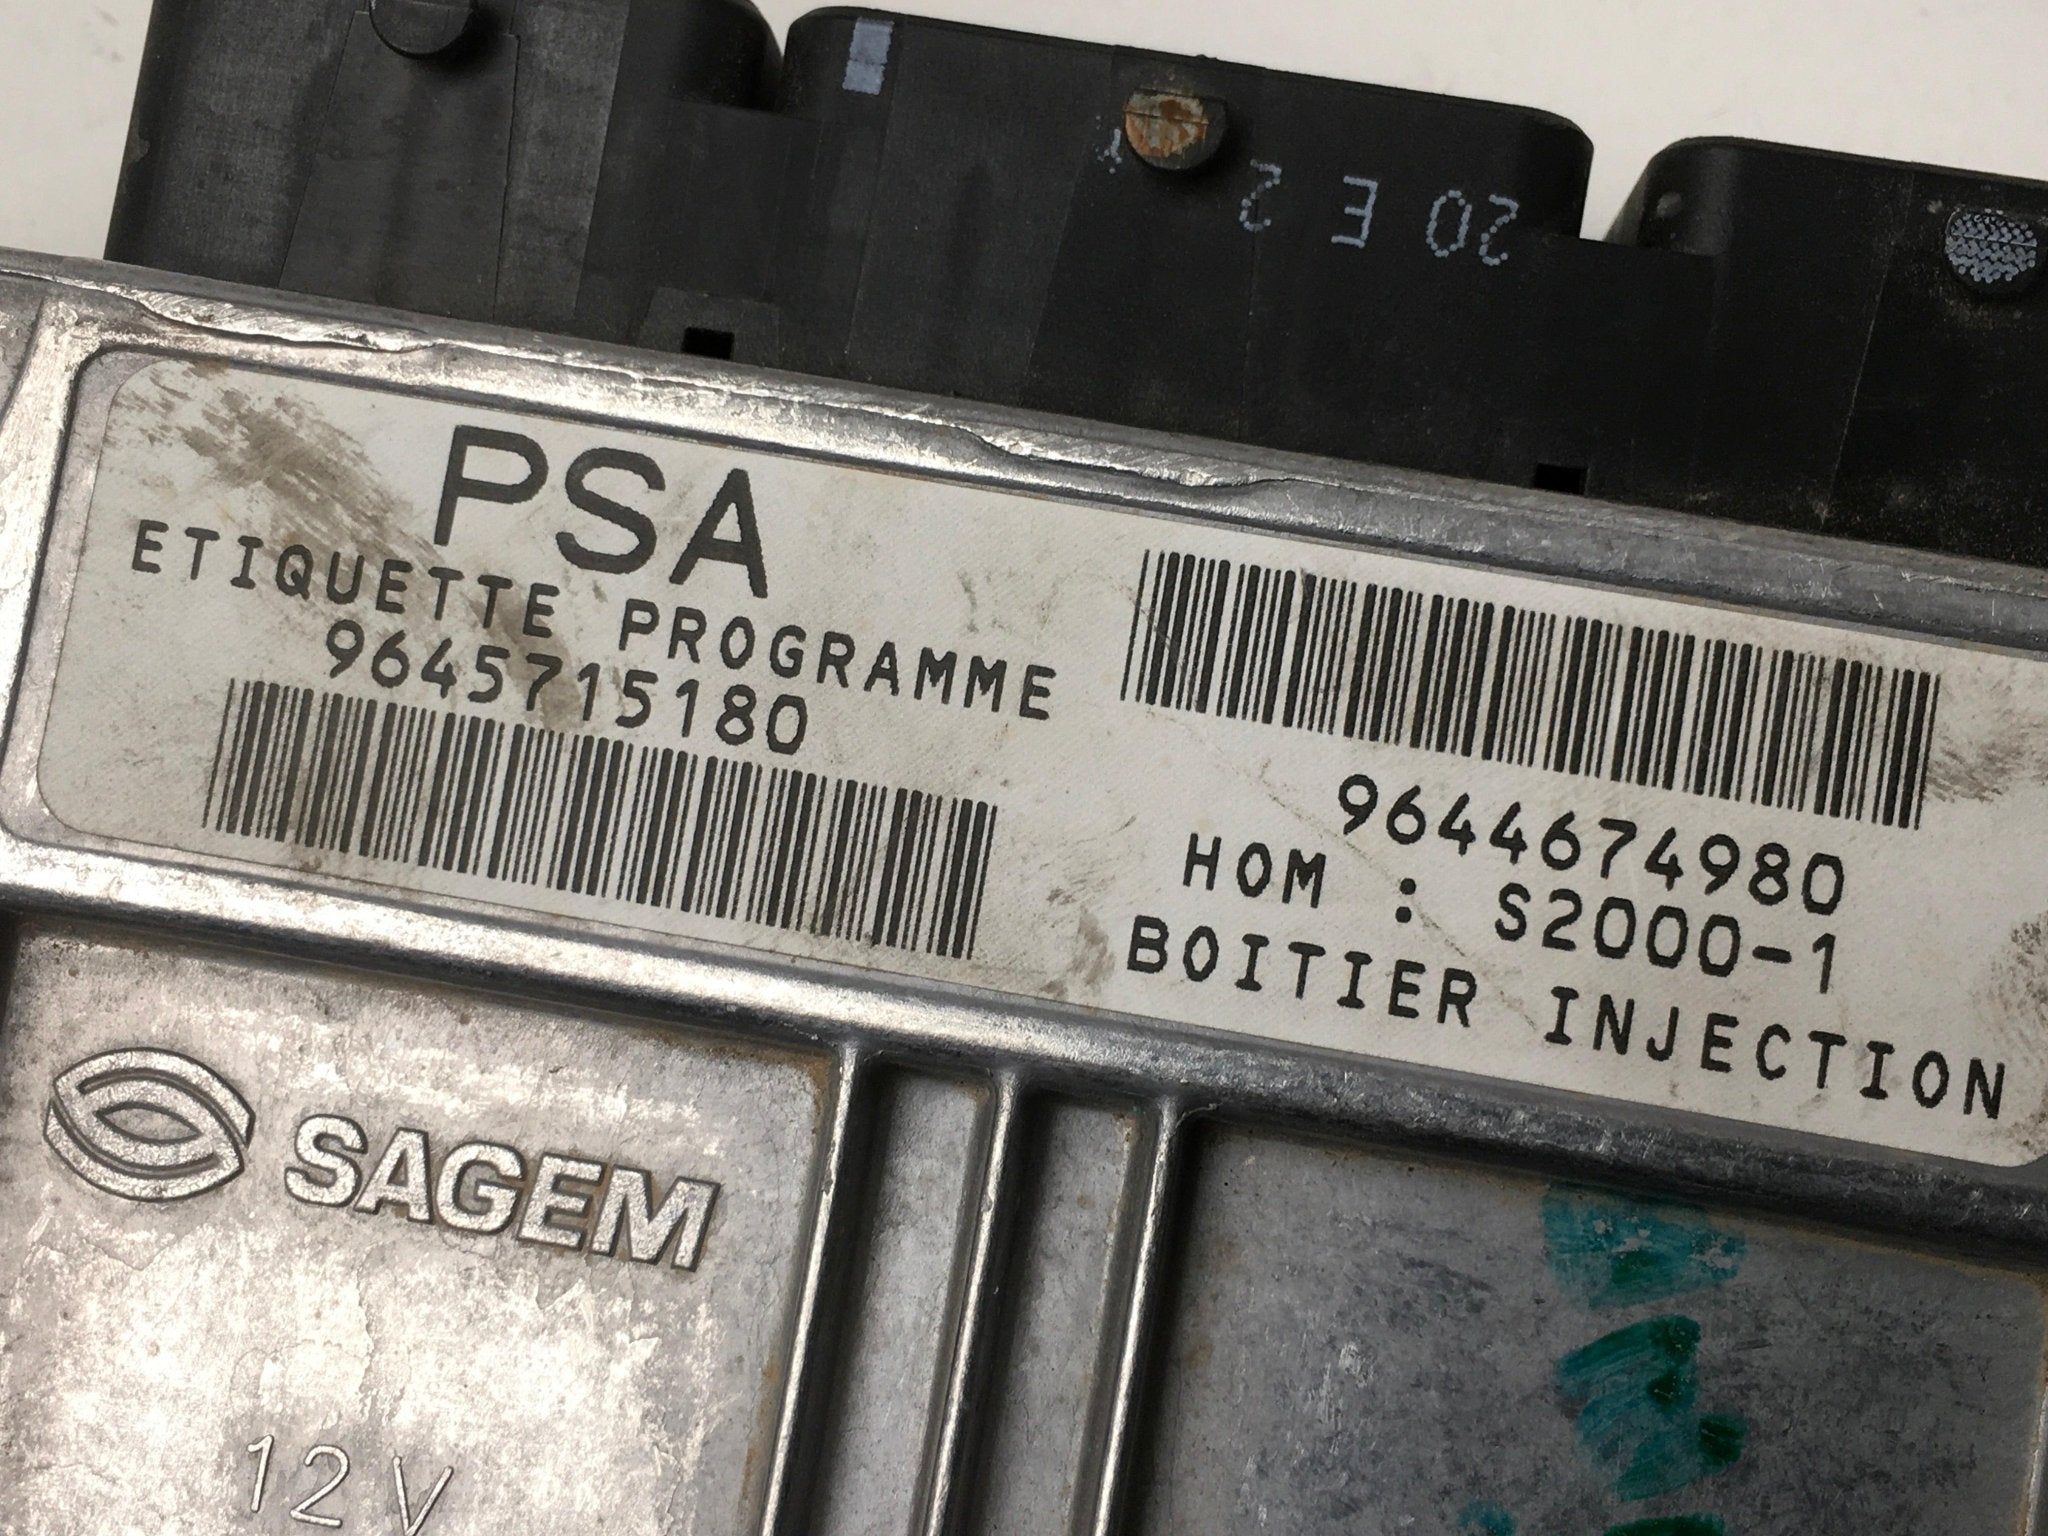 20 E 2
PSA
ETIQUETTE PROGRAMME
9645715180
9644674980
HOM : S2000-1
BOITIER INJECTION
SAGEM
12 V